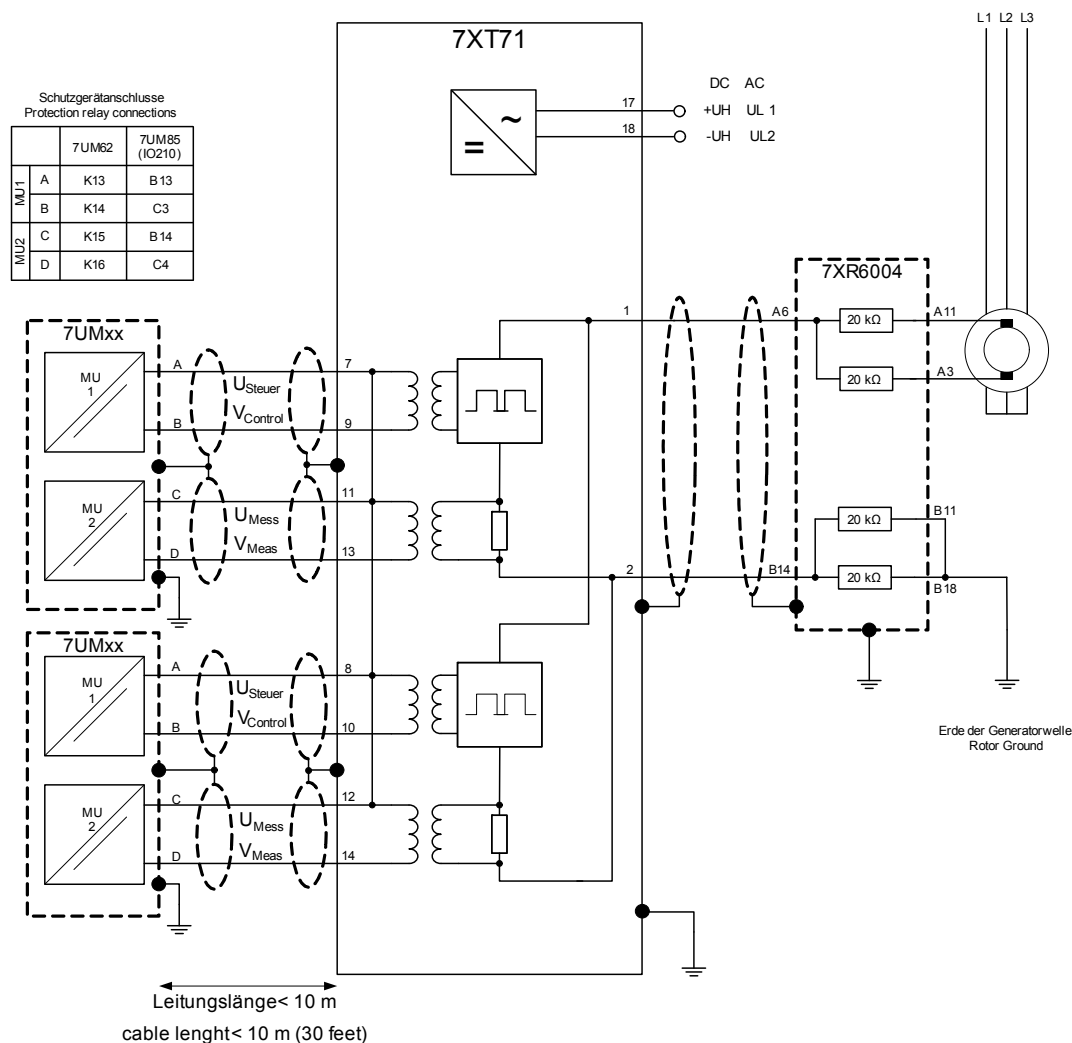 L1 L2 L3
7XT71
DC AC
17 +UH UL 1
18 -UH UL2
~
=
Schutzgerätanschlusse
Protection relay connections
7UM62 7UM85
(IO210)
MU1 A K13 B13
B K14 C3
MU2 C K15 B14
D K16 C4
7XR6004
1 A6 20 kΩ A11
20 kΩ A3
7UMxx
MU
1
A 7
USteuer
VControl
B 9
MU
2
C 11
UMess
VMeas
D 13
20 kΩ B11
2 B14 20 kΩ B18
7UMxx
MU
1
A 8
USteuer
VControl
B 10
MU
2
C 12
UMess
VMeas
D 14
Erde der Generatorwelle
Rotor Ground
Leitungslänge< 10 m
cable lenght< 10 m (30 feet)